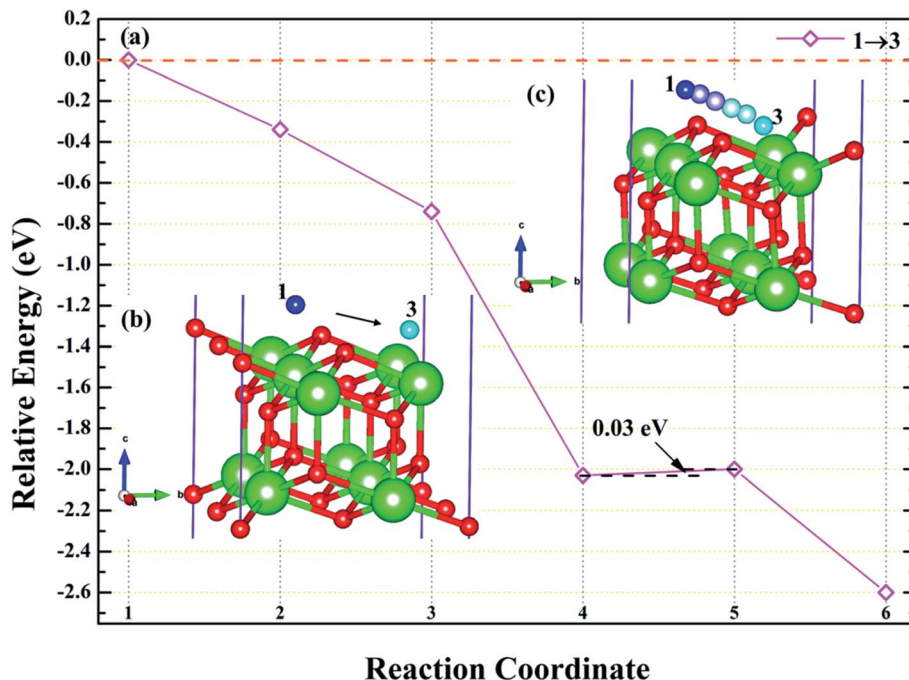 0.2
0.0
-0.2
-0.4
-0.6
-0.8
-1.0
-1.2
-1.4
-1.6
-1.8
-2.0
-2.2
-2.4
-2.6
Relative Energy (eV)
(a)
1→3
(c)
1
3
c
b
a
(b)
1
3
c
b
a
0.03 eV
1 2 3 4 5 6
Reaction Coordinate